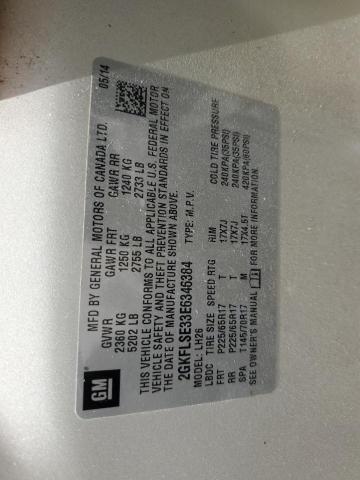 MFD BY GENERAL MOTORS OF CANADA LTD. 05/14
GVWR GAWR FRT GAWR RR
2360 KG 1250 KG 1240 KG
5202 LB 2755 LB 2733 LB
THIS VEHICLE CONFORMS TO ALL APPLICABLE U.S. FEDERAL MOTOR
VEHICLE SAFETY AND THEFT PREVENTION STANDARDS IN EFFECT ON
THE DATE OF MANUFACTURE SHOWN ABOVE.
2GKFLSE33E6346384 TYPE: M.P.V.
MODEL: LH26
LBDC TIRE SIZE SPEED RTG RIM COLD TIRE PRESSURE
FRT P225/65R17 T 17X7J 240KPA(35PSI)
RR P225/65R17 T 17X7J 240KPA(35PSI)
SPA T145/70R17 M 17X4.5T 420KPA(60PSI)
SEE OWNER'S MANUAL FOR MORE INFORMATION.
GM